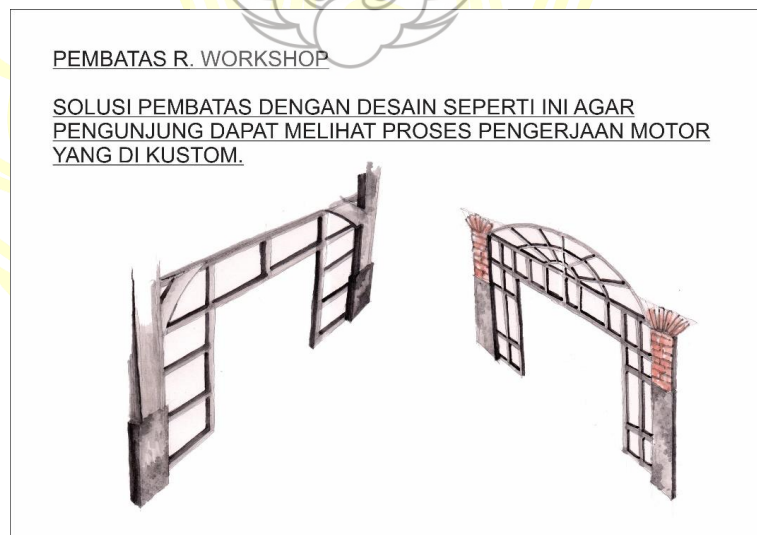 PEMBATAS R. WORKSHOP
SOLUSI PEMBATAS DENGAN DESAIN SEPERTI INI AGAR
PENGUNJUNG DAPAT MELIHAT PROSES PENGERJAAN MOTOR
YANG DI KUSTOM.